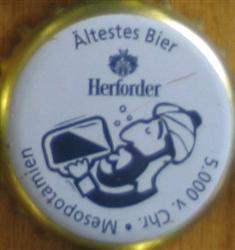 Ältestes Bier
Herforder
5.000 v. Chr. • Mesopotamien